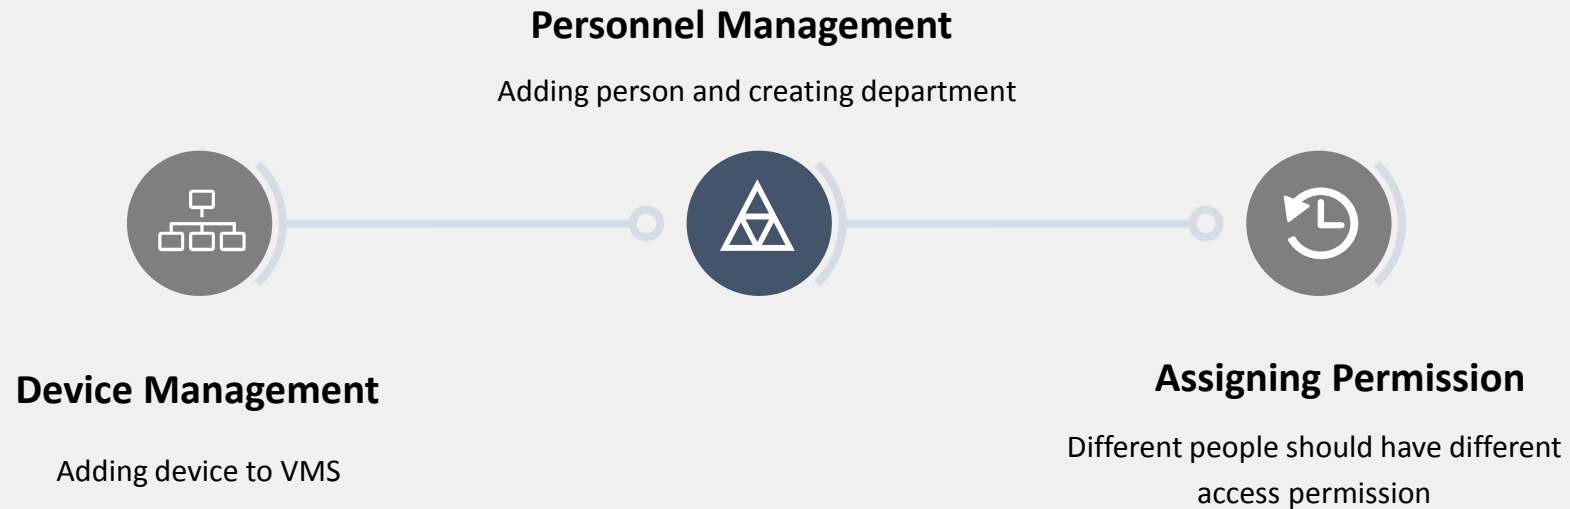 Personnel Management
Adding person and creating department
Device Management
Adding device to VMS
Assigning Permission
Different people should have different
access permission